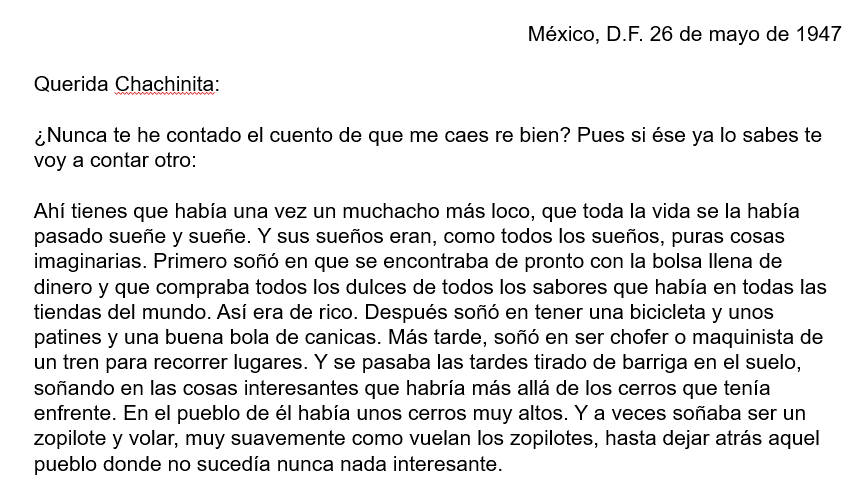 México, D.F. 26 de mayo de 1947
Querida Chachinita:
¿Nunca te he contado el cuento de que me caes re bien? Pues si ése ya lo sabes te
voy a contar otro:
Ahí tienes que había una vez un muchacho más loco, que toda la vida se la había
pasado sueñe y sueñe. Y sus sueños eran, como todos los sueños, puras cosas
imaginarias. Primero soñó en que se encontraba de pronto con la bolsa llena de
dinero y que compraba todos los dulces de todos los sabores que había en todas las
tiendas del mundo. Así era de rico. Después soñó en tener una bicicleta y unos
patines y una buena bola de canicas. Más tarde, soñó en ser chofer o maquinista de
un tren para recorrer lugares. Y se pasaba las tardes tirado de barriga en el suelo,
soñando en las cosas interesantes que habría más allá de los cerros que tenía
enfrente. En el pueblo de él había unos cerros muy altos. Y a veces soñaba ser un
zopilote y volar, muy suavemente como vuelan los zopilotes, hasta dejar atrás aquel
pueblo donde no sucedía nunca nada interesante.